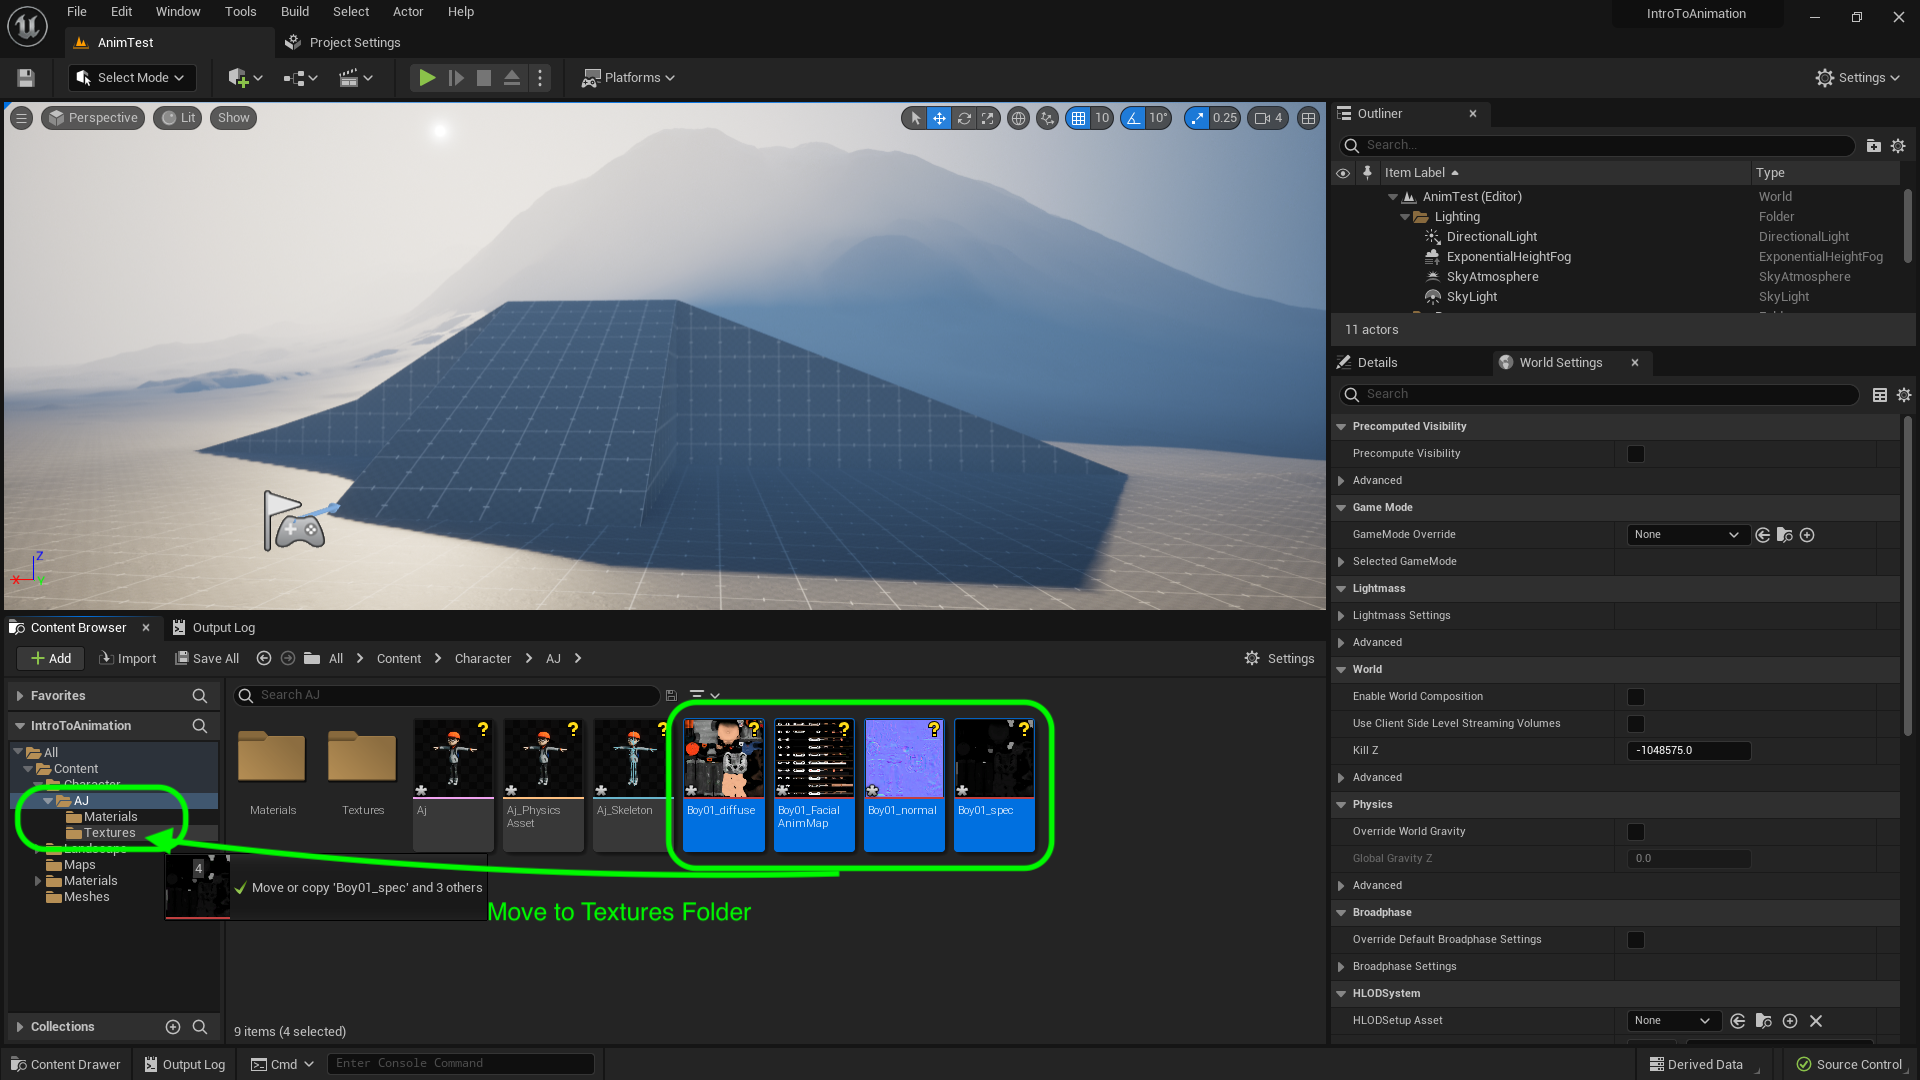 File Edit Window Tools Build Select Actor Help
IntroToAnimation
AnimTest
Project Settings
Select Mode
Platforms
Settings
Perspective
Lit
Show
10
10°
0.25
4
Z
X
Outliner
Search...
Item Label
Type
AnimTest (Editor)
World
Lighting
Folder
DirectionalLight
DirectionalLight
ExponentialHeightFog
ExponentialHeightFog
SkyAtmosphere
SkyAtmosphere
SkyLight
SkyLight
11 actors
Details
World Settings
Search
Precomputed Visibility
Precompute Visibility
Advanced
Game Mode
GameMode Override
None
Selected GameMode
Lightmass
Lightmass Settings
Advanced
World
Enable World Composition
Use Client Side Level Streaming Volumes
Kill Z
-1048575.0
Advanced
Physics
Override World Gravity
Global Gravity Z
0.0
Advanced
Broadphase
Override Default Broadphase Settings
Broadphase Settings
HLODSystem
HLODSetup Asset
None
Content Browser
Output Log
Add
Import
Save All
All
Content
Character
AJ
Settings
Favorites
IntroToAnimation
All
Content
Character
AJ
Materials
Textures
Landscape
Maps
Materials
Meshes
Collections
Search AJ
Materials
Textures
Aj
Aj_Physics
Asset
Aj_Skeleton
Boy01_diffuse
Boy01_Facial
AnimMap
Boy01_normal
Boy01_spec
4
Move or copy 'Boy01_spec' and 3 others
Move to Textures Folder
9 items (4 selected)
Content Drawer
Output Log
Cmd
Enter Console Command
Derived Data
Source Control